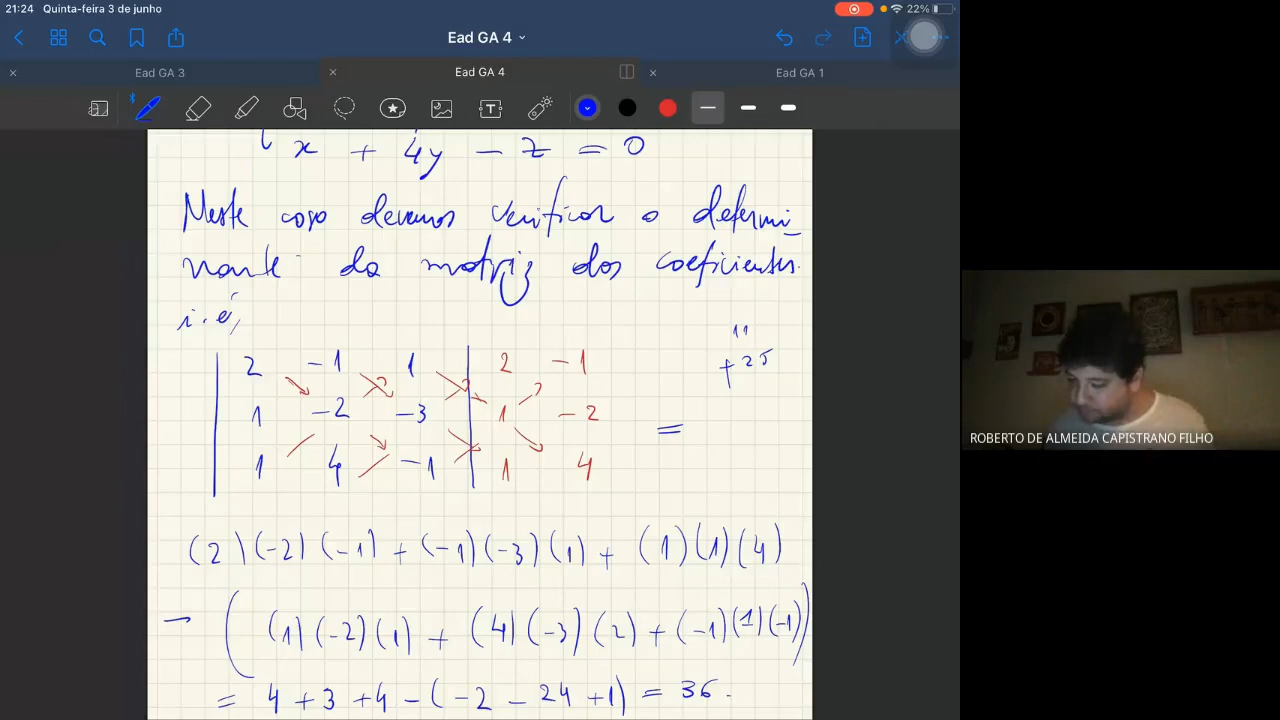 21:24 Quinta-feira 3 de junho
22%
Ead GA 4
Ead GA 3
Ead GA 4
Ead GA 1
x + 4y - z = 0
Neste caso devemos verificar o determi_
nante da matriz dos coeficientes.
i.é,
11
+ 25
2 -1 1 2 -1
1 -2 -3 1 -2 =
1 4 -1 1 4
(2)(-2)(-1) + (-1)(-3)(1) + (1)(1)(4)
- ( (1)(-2)(1) + (4)(-3)(2) + (-1)(1)(-1) )
= 4 + 3 + 4 - (-2 - 24 + 1) = 36.
ROBERTO DE ALMEIDA CAPISTRANO FILHO